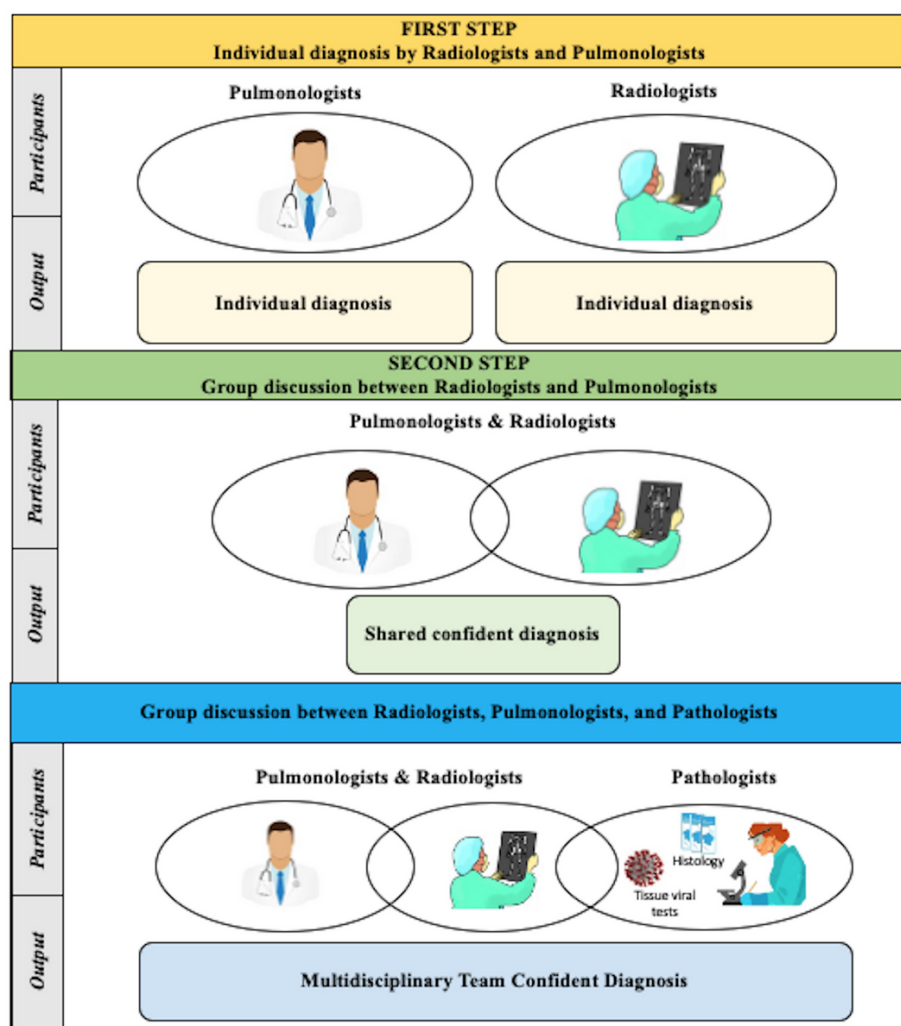 FIRST STEP
Individual diagnosis by Radiologists and Pulmonologists
Participants
Pulmonologists
Radiologists
Output
Individual diagnosis
Individual diagnosis
SECOND STEP
Group discussion between Radiologists and Pulmonologists
Participants
Pulmonologists & Radiologists
Output
Shared confident diagnosis
Group discussion between Radiologists, Pulmonologists, and Pathologists
Participants
Pulmonologists & Radiologists
Pathologists
Histology
Tissue viral
tests
Output
Multidisciplinary Team Confident Diagnosis